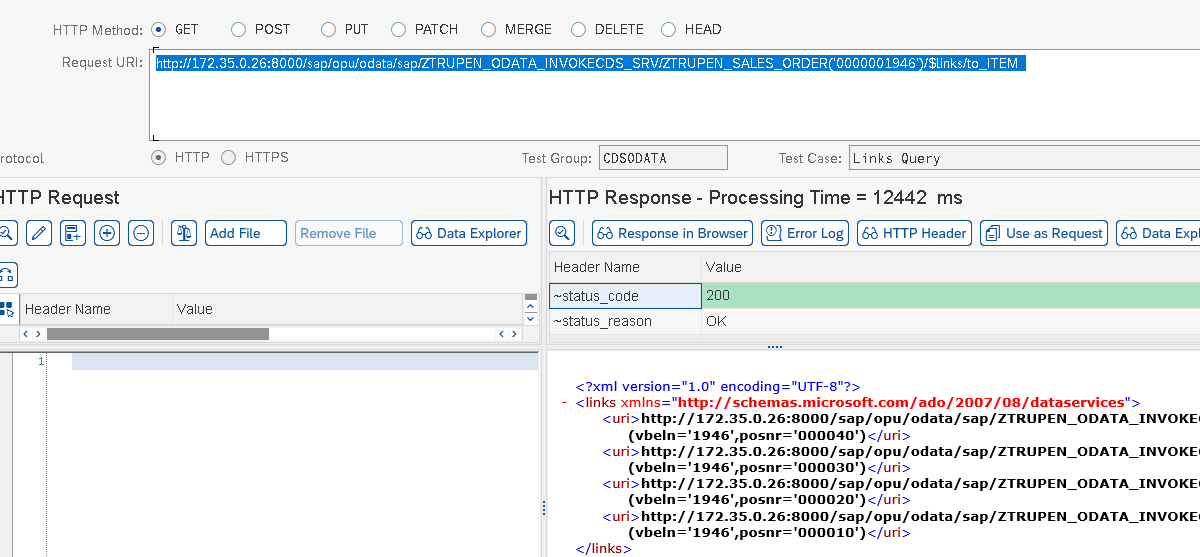 HTTP Method: GET POST PUT PATCH MERGE DELETE HEAD
Request URI: http://172.35.0.26:8000/sap/opu/odata/sap/ZTRUPEN_ODATA_INVOKECDS_SRV/ZTRUPEN_SALES_ORDER('0000001946')/$links/to_ITEM
rotocol HTTP HTTPS Test Group: CDSODATA Test Case: Links Query
HTTP Request
Add File Remove File Data Explorer
Header Name Value
1
HTTP Response - Processing Time = 12442 ms
Response in Browser Error Log HTTP Header Use as Request Data Expl
Header Name Value
~status_code 200
~status_reason OK
<?xml version="1.0" encoding="UTF-8"?>
- <links xmlns="http://schemas.microsoft.com/ado/2007/08/dataservices">
<uri>http://172.35.0.26:8000/sap/opu/odata/sap/ZTRUPEN_ODATA_INVOKE
(vbeln='1946',posnr='000040')</uri>
<uri>http://172.35.0.26:8000/sap/opu/odata/sap/ZTRUPEN_ODATA_INVOKE
(vbeln='1946',posnr='000030')</uri>
<uri>http://172.35.0.26:8000/sap/opu/odata/sap/ZTRUPEN_ODATA_INVOKE
(vbeln='1946',posnr='000020')</uri>
<uri>http://172.35.0.26:8000/sap/opu/odata/sap/ZTRUPEN_ODATA_INVOKE
(vbeln='1946',posnr='000010')</uri>
</links>